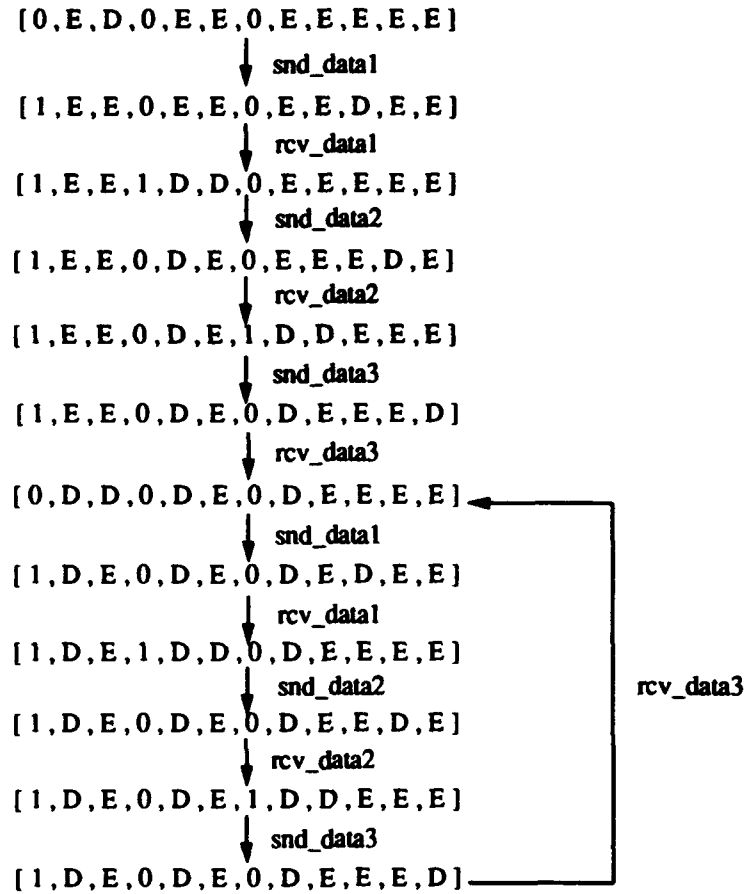 [0,E,D,0,E,E,0,E,E,E,E,E]
snd_data1
[1,E,E,0,E,E,0,E,E,D,E,E]
rcv_data1
[1,E,E,1,D,D,0,E,E,E,E,E]
snd_data2
[1,E,E,0,D,E,0,E,E,E,D,E]
rcv_data2
[1,E,E,0,D,E,1,D,D,E,E,E]
snd_data3
[1,E,E,0,D,E,0,D,E,E,E,D]
rcv_data3
[0,D,D,0,D,E,0,D,E,E,E,E]
snd_data1
[1,D,E,0,D,E,0,D,E,D,E,E]
rcv_data1
[1,D,E,1,D,D,0,D,E,E,E,E]
snd_data2 rcv_data3
[1,D,E,0,D,E,0,D,E,E,D,E]
rcv_data2
[1,D,E,0,D,E,1,D,D,E,E,E]
snd_data3
[1,D,E,0,D,E,0,D,E,E,E,D]